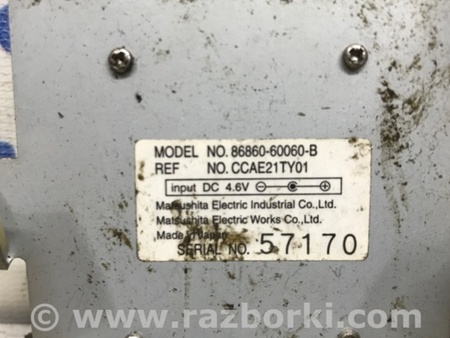 MODEL NO. 86860-60060-B
REF NO. CCAE21TY01
input DC 4.6V ⊖ ⊕
Matsushita Electric Industrial Co.,Ltd.
Matsushita Electric Works Co.,Ltd.
Made in Japan
SERIAL NO. 57170
© www.razborki.com